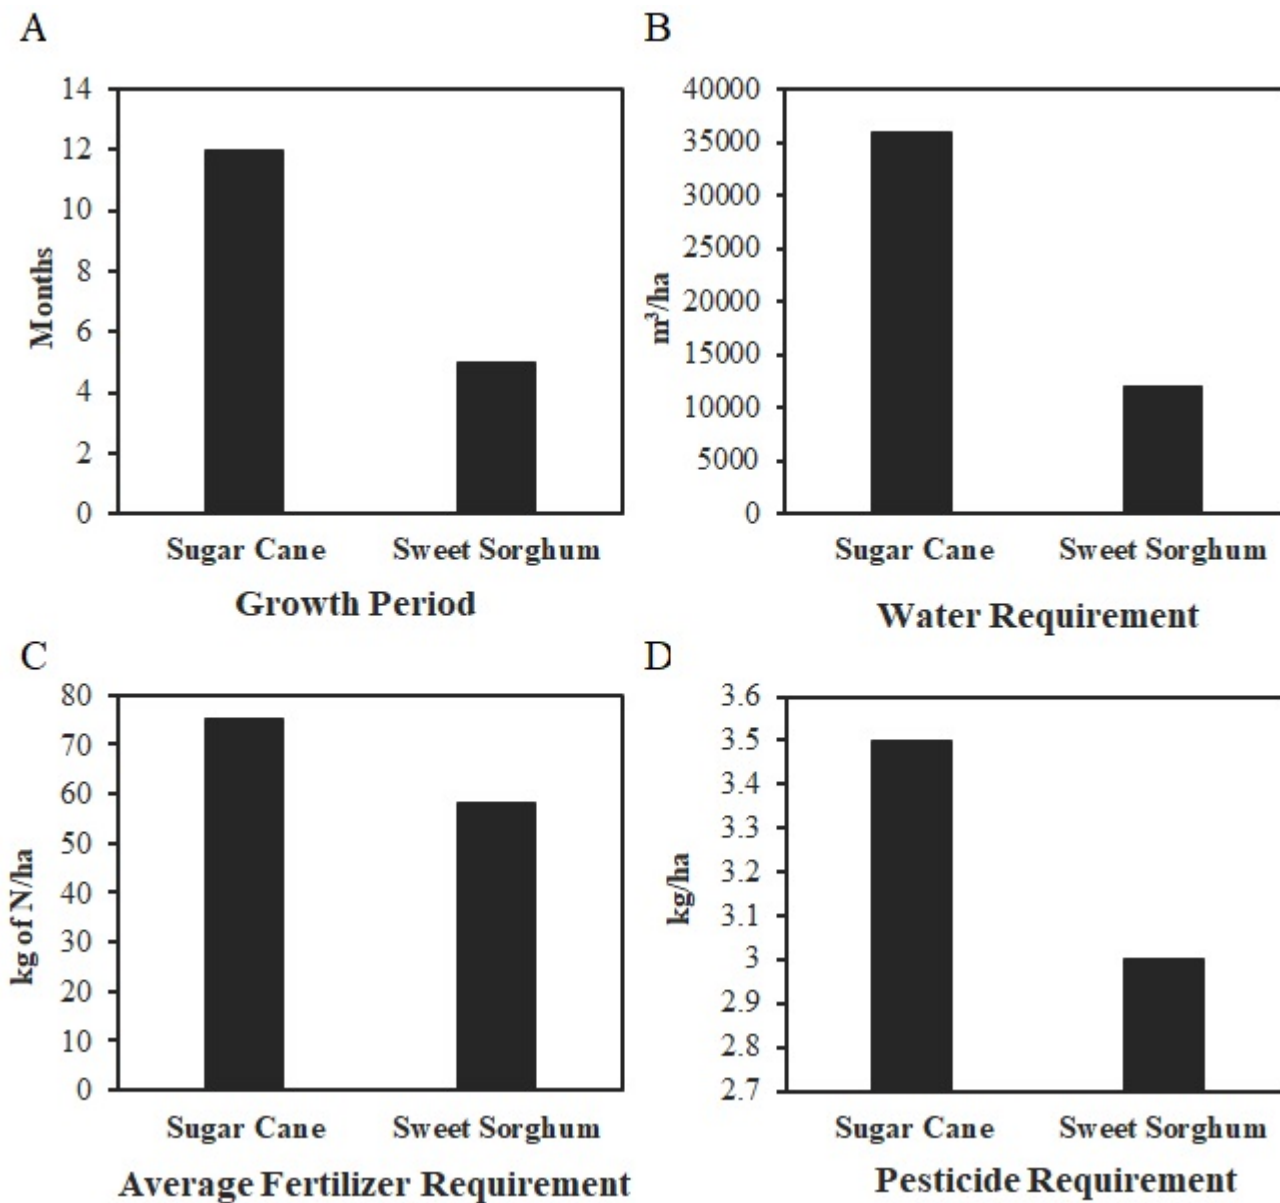 A
14
12
10
8
6
4
2
0
Months
Sugar Cane Sweet Sorghum
Growth Period
B
40000
35000
30000
25000
20000
15000
10000
5000
0
m³/ha
Sugar Cane Sweet Sorghum
Water Requirement
C
80
70
60
50
40
30
20
10
0
kg of N/ha
Sugar Cane Sweet Sorghum
Average Fertilizer Requirement
D
3.6
3.5
3.4
3.3
3.2
3.1
3
2.9
2.8
2.7
kg/ha
Sugar Cane Sweet Sorghum
Pesticide Requirement